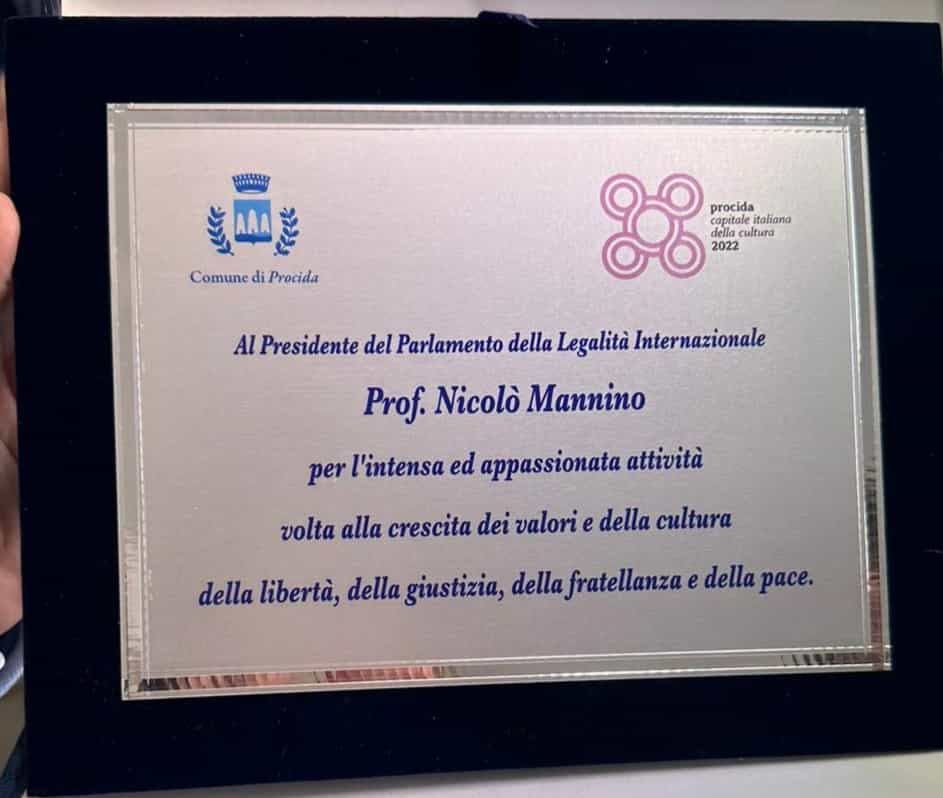 Comune di Procida
procida
capitale italiana
della cultura
2022
Al Presidente del Parlamento della Legalità Internazionale
Prof. Nicolò Mannino
per l'intensa ed appassionata attività
volta alla crescita dei valori e della cultura
della libertà, della giustizia, della fratellanza e della pace.